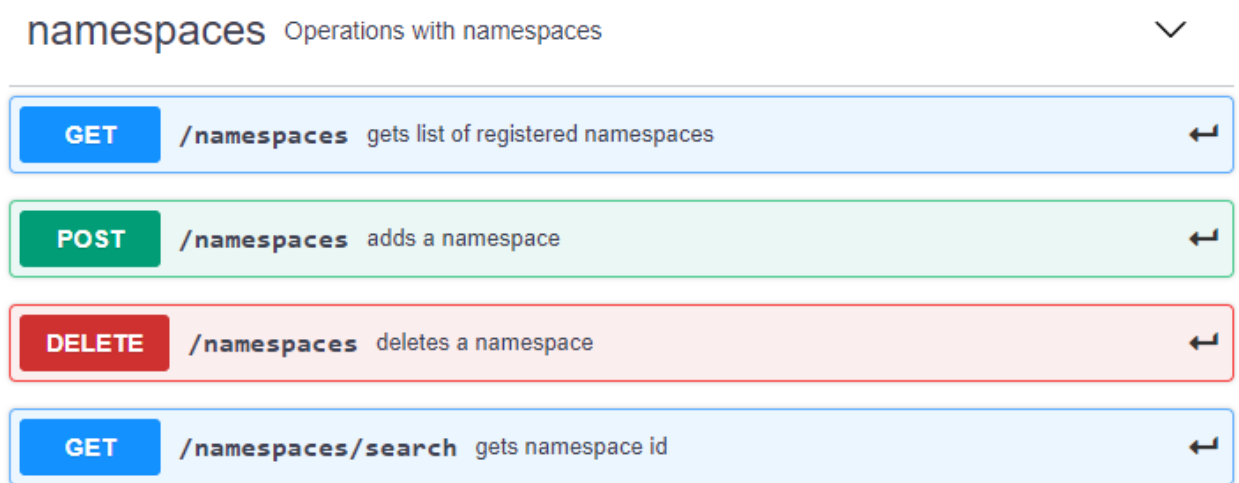 namespaces Operations with namespaces
GET /namespaces gets list of registered namespaces
POST /namespaces adds a namespace
DELETE /namespaces deletes a namespace
GET /namespaces/search gets namespace id